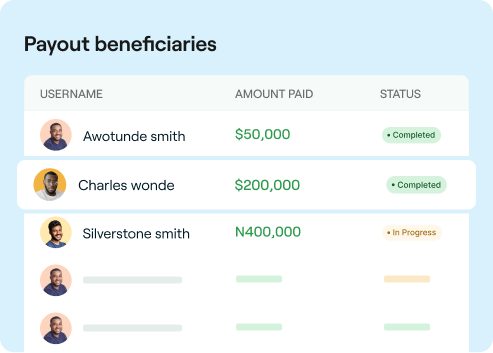 Payout beneficiaries
USERNAME AMOUNT PAID STATUS
Awotunde smith $50,000 • Completed
Charles wonde $200,000 • Completed
Silverstone smith N400,000 • In Progress